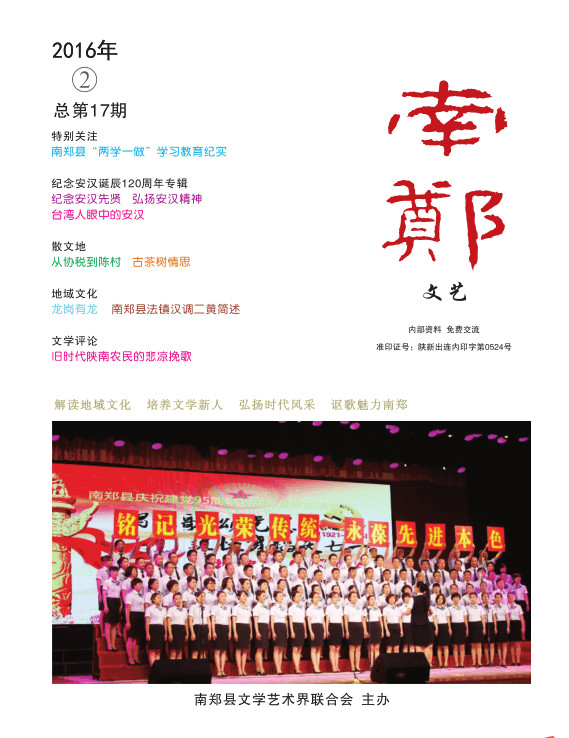 2016年
②
总第17期
特别关注
南郑县“两学一做”学习教育纪实
纪念安汉诞辰120周年专辑
纪念安汉先贤 弘扬安汉精神
台湾人眼中的安汉
散文地
从协税到陈村 古茶树情思
地域文化
龙岗有龙 南郑县法镇汉调二黄简述
文学评论
旧时代陕南农民的悲凉挽歌
南
鄭
文艺
内部资料 免费交流
准印证号：陕新出连内印字第0524号
解读地域文化 培养文学新人 弘扬时代风采 讴歌魅力南郑
南郑县庆祝建党95周
1921-
铭记光荣传统永葆先进本色
南郑县文学艺术界联合会 主办